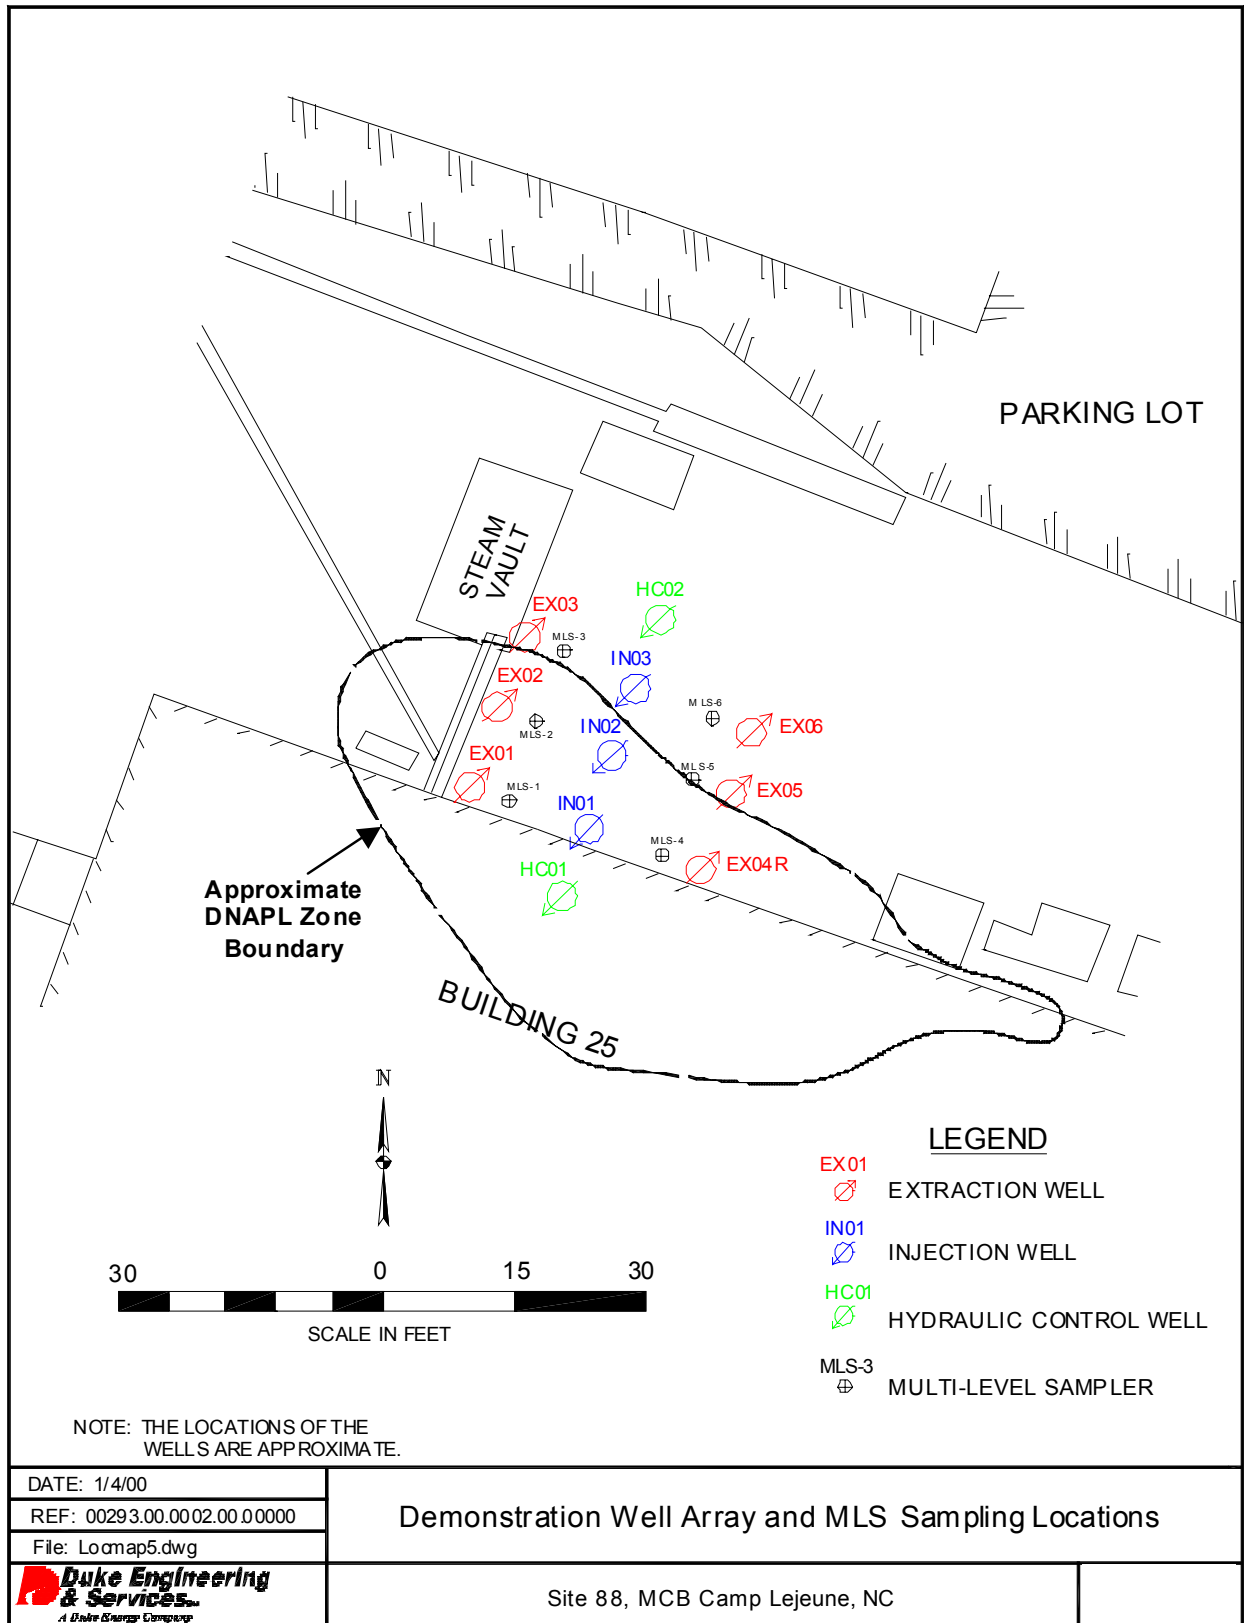 PARKING LOT
STEAM
VAULT
HC02
EX03
MLS-3
IN03
EX02
MLS-6
MLS-2
IN02
EX06
EX01
MLS-5
MLS-1
EX05
IN01
MLS-4
EX04R
HC01
Approximate
DNAPL Zone
Boundary
BUILDING 25
N
30 0 15 30
SCALE IN FEET
LEGEND
EX01
EXTRACTION WELL
IN01
INJECTION WELL
HC01
HYDRAULIC CONTROL WELL
MLS-3
MULTI-LEVEL SAMPLER
NOTE: THE LOCATIONS OF THE
WELLS ARE APPROXIMATE.
DATE: 1/4/00
REF: 00293.00.0002.00.00000
File: Locmap5.dwg
Demonstration Well Array and MLS Sampling Locations
Duke Engineering
& Services
A Duke Energy Company
Site 88, MCB Camp Lejeune, NC